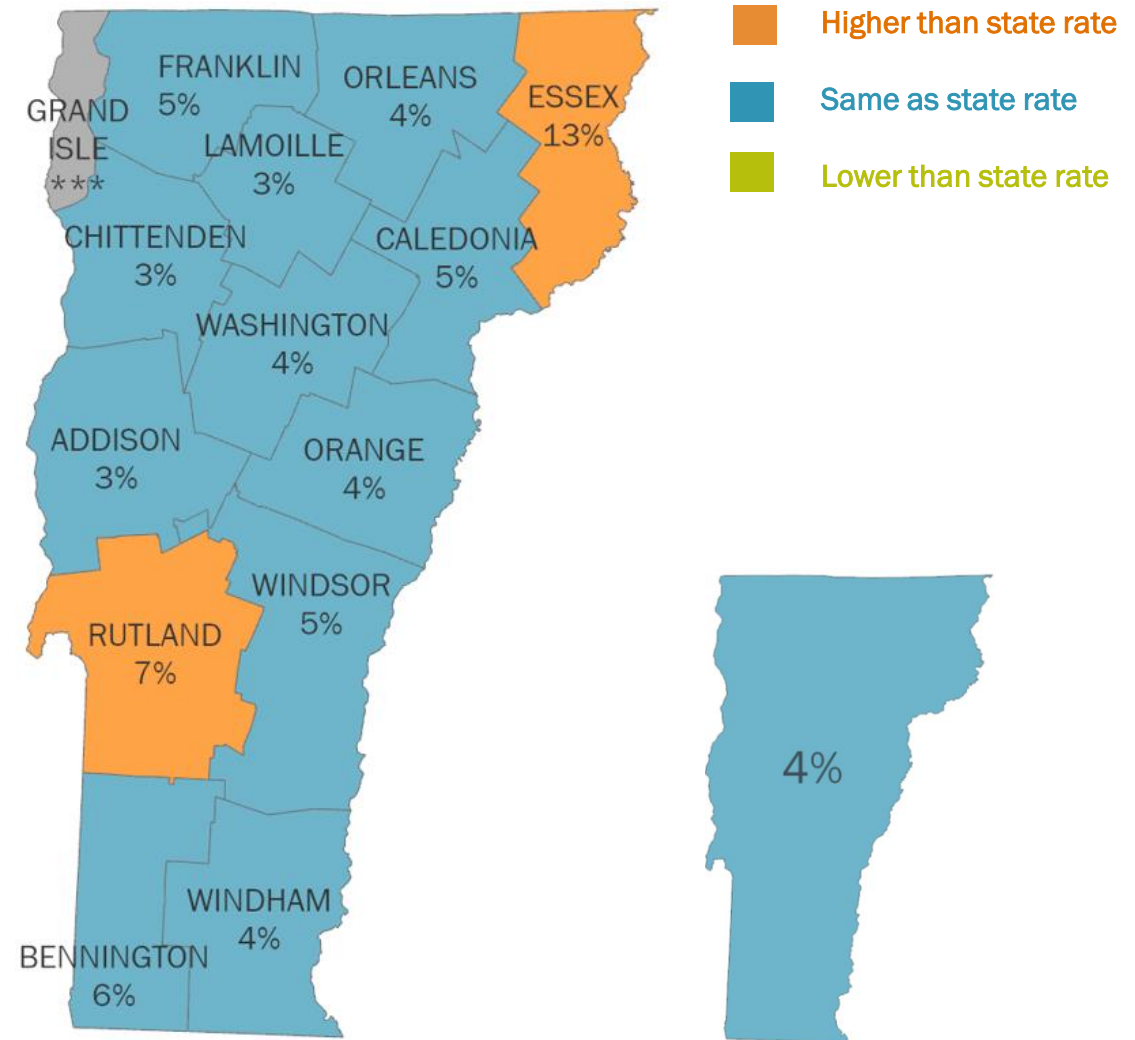 Higher than state rate
Same as state rate
Lower than state rate
FRANKLIN
5%
ORLEANS
4%
ESSEX
13%
GRAND
ISLE
***
LAMOILLE
3%
CHITTENDEN
3%
CALEDONIA
5%
WASHINGTON
4%
ADDISON
3%
ORANGE
4%
WINDSOR
5%
RUTLAND
7%
4%
WINDHAM
4%
BENNINGTON
6%